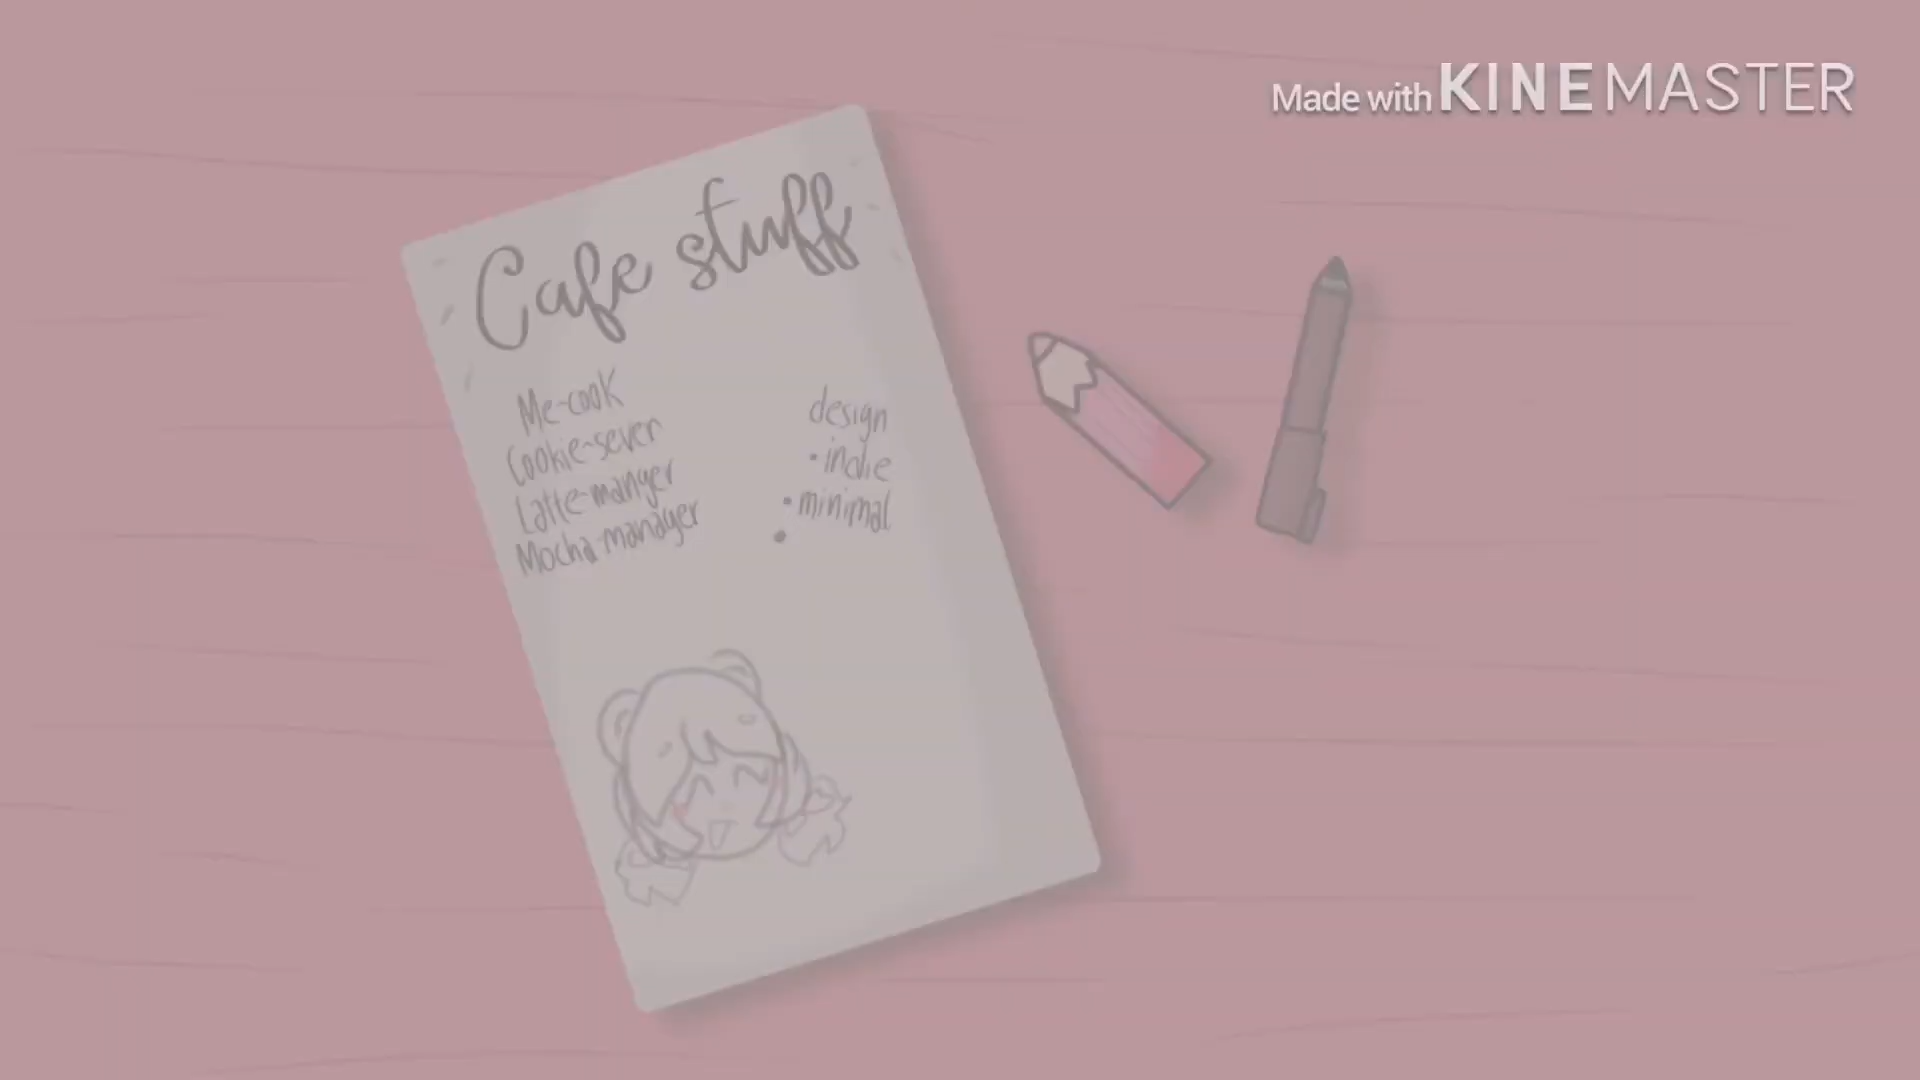 Made with KINEMASTER
Cafe stuff
Me-cook
Cookie-sever
Latte-manger
Mocha-manager
design
•indie
•minimal
•